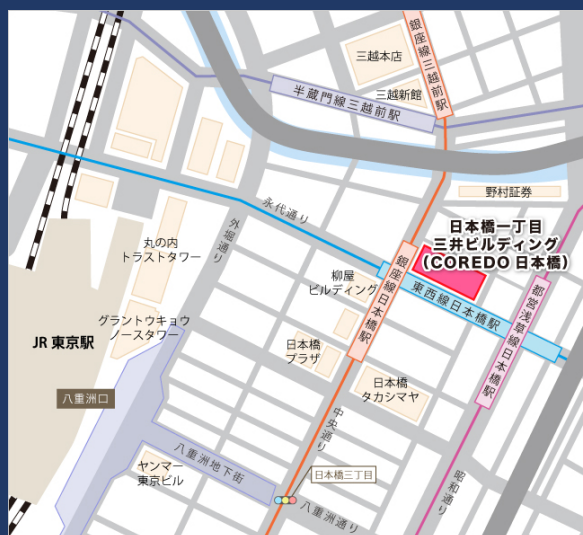 三越本店
三越新館
銀座線三越前駅
半蔵門線三越前駅
野村証券
永代通り
外堀通り
日本橋一丁目
三井ビルディング
(COREDO 日本橋)
丸の内
トラストタワー
柳屋
ビルディング
銀座線日本橋駅
東西線日本橋駅
都営浅草線日本橋駅
グラントウキョウ
ノースタワー
JR 東京駅
日本橋
プラザ
日本橋
タカシマヤ
八重洲口
中央通り
八重洲地下街
ヤンマー
東京ビル
日本橋三丁目
八重洲通り
昭和通り